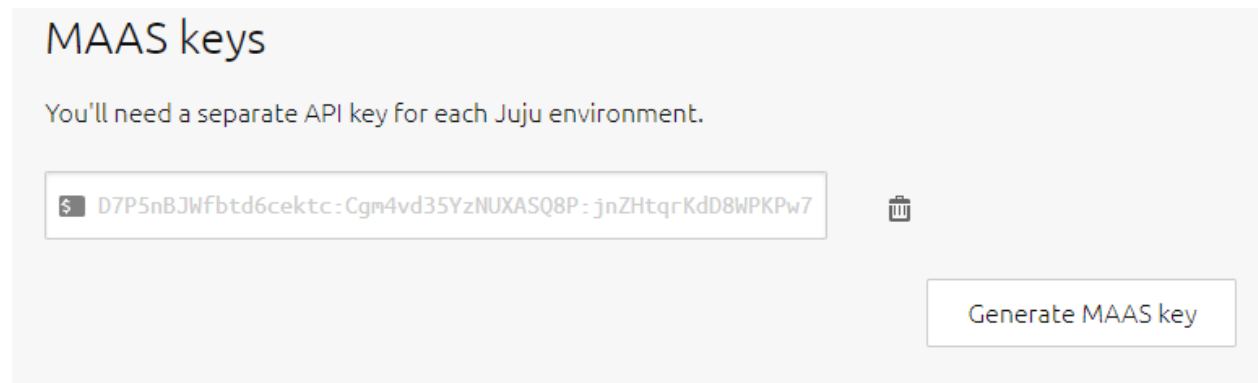 MAAS keys
You'll need a separate API key for each Juju environment.
$ D7P5nBJWfbtd6cektc:Cgm4vd35YzNUXASQ8P:jnZHtqrKdD8WPKPw7
Generate MAAS key